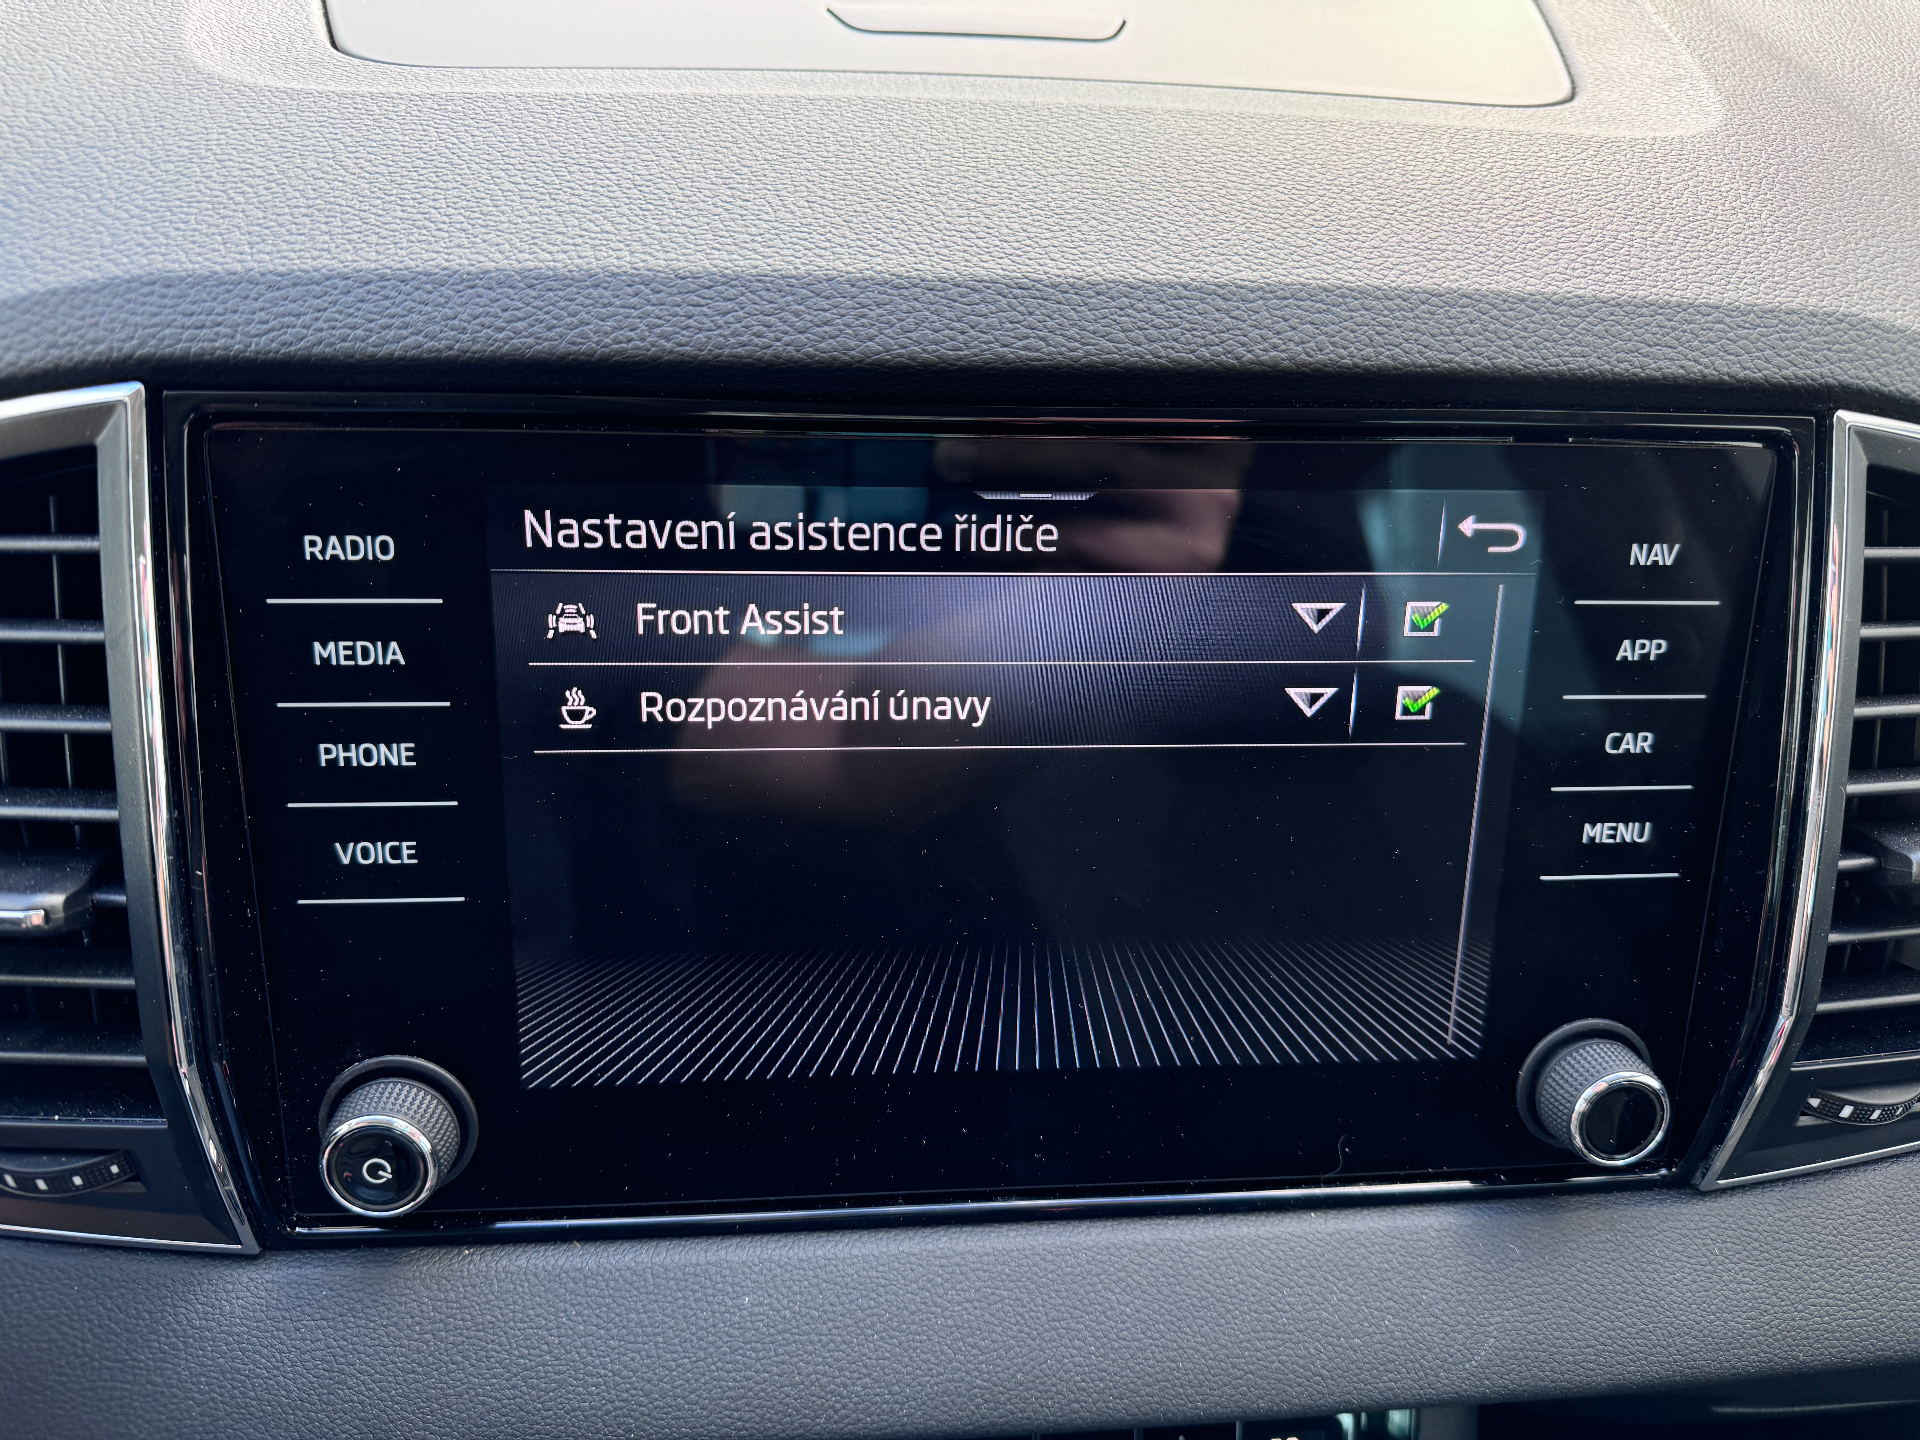 Nastavení asistence řidiče
Front Assist
Rozpoznávání únavy
RADIO
MEDIA
PHONE
VOICE
NAV
APP
CAR
MENU